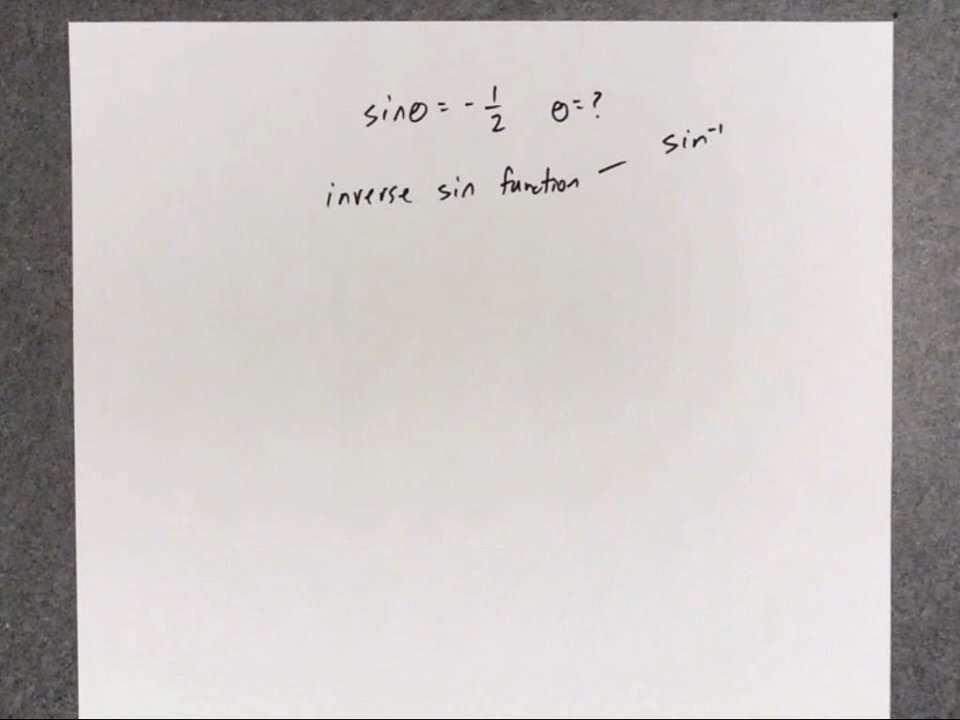 sinθ = - 1/2 θ = ?
inverse sin function — sin⁻¹